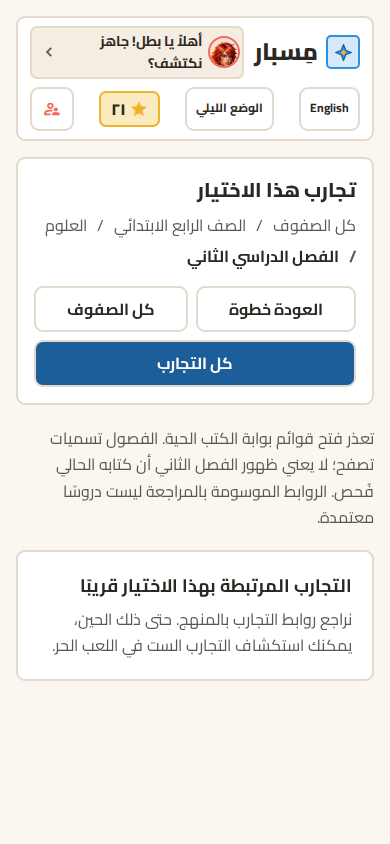 مِسبار
أهلاً يا بطل! جاهز
نكتشف؟
English
الوضع الليلي
٢١
تجارب هذا الاختيار
كل الصفوف / الصف الرابع الابتدائي / العلوم
/ الفصل الدراسي الثاني
العودة خطوة
كل الصفوف
كل التجارب
تعذر فتح قوائم بوابة الكتب الحية. الفصول تسميات
تصفح؛ لا يعني ظهور الفصل الثاني أن كتابه الحالي
فُحص. الروابط الموسومة بالمراجعة ليست دروسًا
معتمدة.
التجارب المرتبطة بهذا الاختيار قريبًا
نراجع روابط التجارب بالمنهج. حتى ذلك الحين،
يمكنك استكشاف التجارب الست في اللعب الحر.